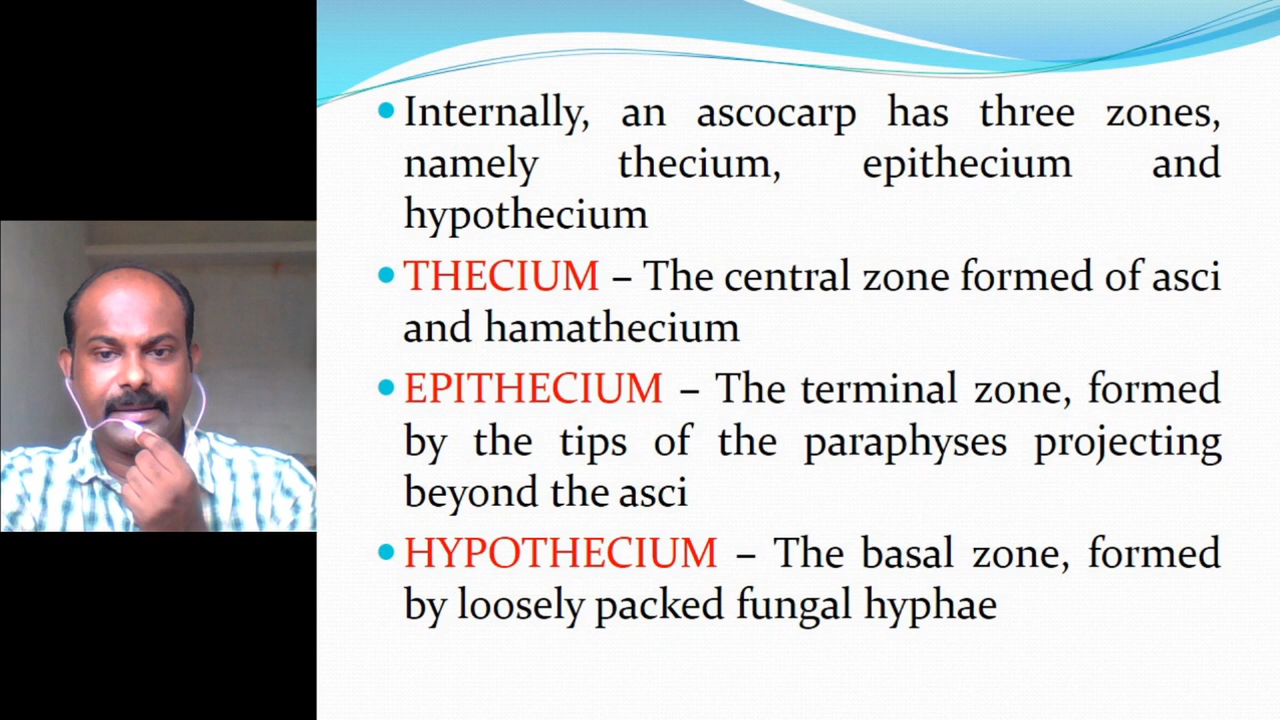 Internally, an ascocarp has three zones,
namely thecium, epithecium and
hypothecium
THECIUM – The central zone formed of asci
and hamathecium
EPITHECIUM – The terminal zone, formed
by the tips of the paraphyses projecting
beyond the asci
HYPOTHECIUM – The basal zone, formed
by loosely packed fungal hyphae